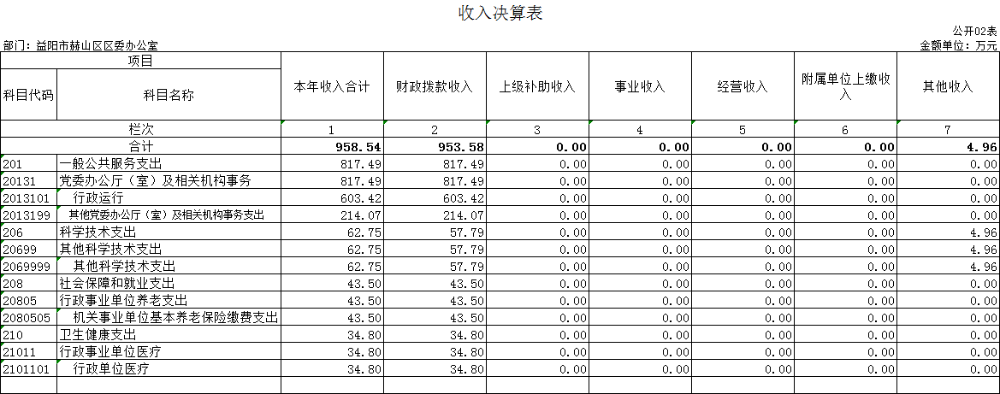 收入决算表
公开02表
部门：益阳市赫山区区委办公室 金额单位：万元
项目 本年收入合计 财政拨款收入 上级补助收入 事业收入 经营收入 附属单位上缴收入 其他收入
科目代码 科目名称
栏次 1 2 3 4 5 6 7
合计 958.54 953.58 0.00 0.00 0.00 0.00 4.96
201 一般公共服务支出 817.49 817.49 0.00 0.00 0.00 0.00 0.00
20131 党委办公厅（室）及相关机构事务 817.49 817.49 0.00 0.00 0.00 0.00 0.00
2013101 行政运行 603.42 603.42 0.00 0.00 0.00 0.00 0.00
2013199 其他党委办公厅（室）及相关机构事务支出 214.07 214.07 0.00 0.00 0.00 0.00 0.00
206 科学技术支出 62.75 57.79 0.00 0.00 0.00 0.00 4.96
20699 其他科学技术支出 62.75 57.79 0.00 0.00 0.00 0.00 4.96
2069999 其他科学技术支出 62.75 57.79 0.00 0.00 0.00 0.00 4.96
208 社会保障和就业支出 43.50 43.50 0.00 0.00 0.00 0.00 0.00
20805 行政事业单位养老支出 43.50 43.50 0.00 0.00 0.00 0.00 0.00
2080505 机关事业单位基本养老保险缴费支出 43.50 43.50 0.00 0.00 0.00 0.00 0.00
210 卫生健康支出 34.80 34.80 0.00 0.00 0.00 0.00 0.00
21011 行政事业单位医疗 34.80 34.80 0.00 0.00 0.00 0.00 0.00
2101101 行政单位医疗 34.80 34.80 0.00 0.00 0.00 0.00 0.00